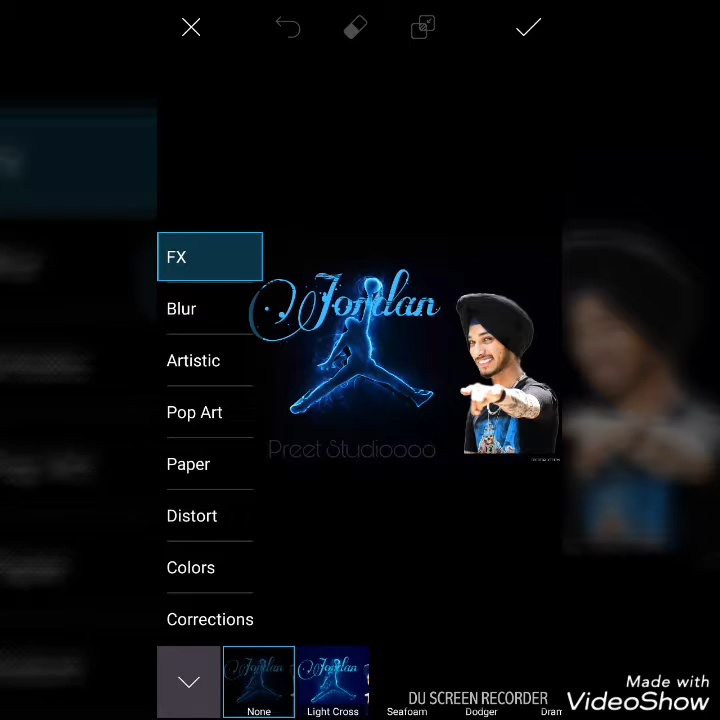 FX
Blur
Artistic
Pop Art
Paper
Distort
Colors
Corrections
Jordan
Preet Studioooo
None
Light Cross
Seafoam
Dodger
Dram
DU SCREEN RECORDER
Made with
VideoShow